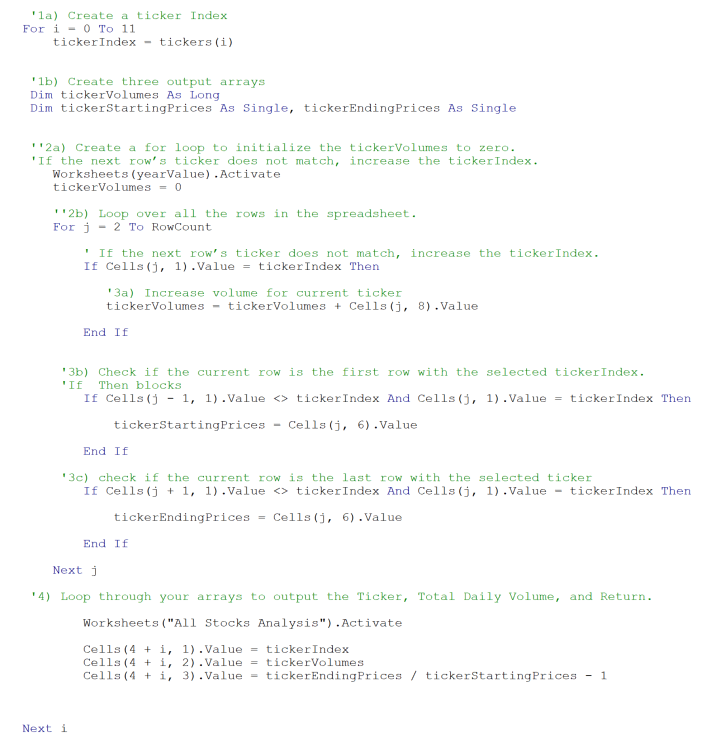 '1a) Create a ticker Index
For i = 0 To 11
tickerIndex = tickers(i)
'1b) Create three output arrays
Dim tickerVolumes As Long
Dim tickerStartingPrices As Single, tickerEndingPrices As Single
''2a) Create a for loop to initialize the tickerVolumes to zero.
'If the next row's ticker does not match, increase the tickerIndex.
Worksheets(yearValue).Activate
tickerVolumes = 0
''2b) Loop over all the rows in the spreadsheet.
For j = 2 To RowCount
' If the next row's ticker does not match, increase the tickerIndex.
If Cells(j, 1).Value = tickerIndex Then
'3a) Increase volume for current ticker
tickerVolumes = tickerVolumes + Cells(j, 8).Value
End If
'3b) Check if the current row is the first row with the selected tickerIndex.
'If  Then blocks
If Cells(j - 1, 1).Value <> tickerIndex And Cells(j, 1).Value = tickerIndex Then
tickerStartingPrices = Cells(j, 6).Value
End If
'3c) check if the current row is the last row with the selected ticker
If Cells(j + 1, 1).Value <> tickerIndex And Cells(j, 1).Value = tickerIndex Then
tickerEndingPrices = Cells(j, 6).Value
End If
Next j
'4) Loop through your arrays to output the Ticker, Total Daily Volume, and Return.
Worksheets("All Stocks Analysis").Activate
Cells(4 + i, 1).Value = tickerIndex
Cells(4 + i, 2).Value = tickerVolumes
Cells(4 + i, 3).Value = tickerEndingPrices / tickerStartingPrices - 1
Next i